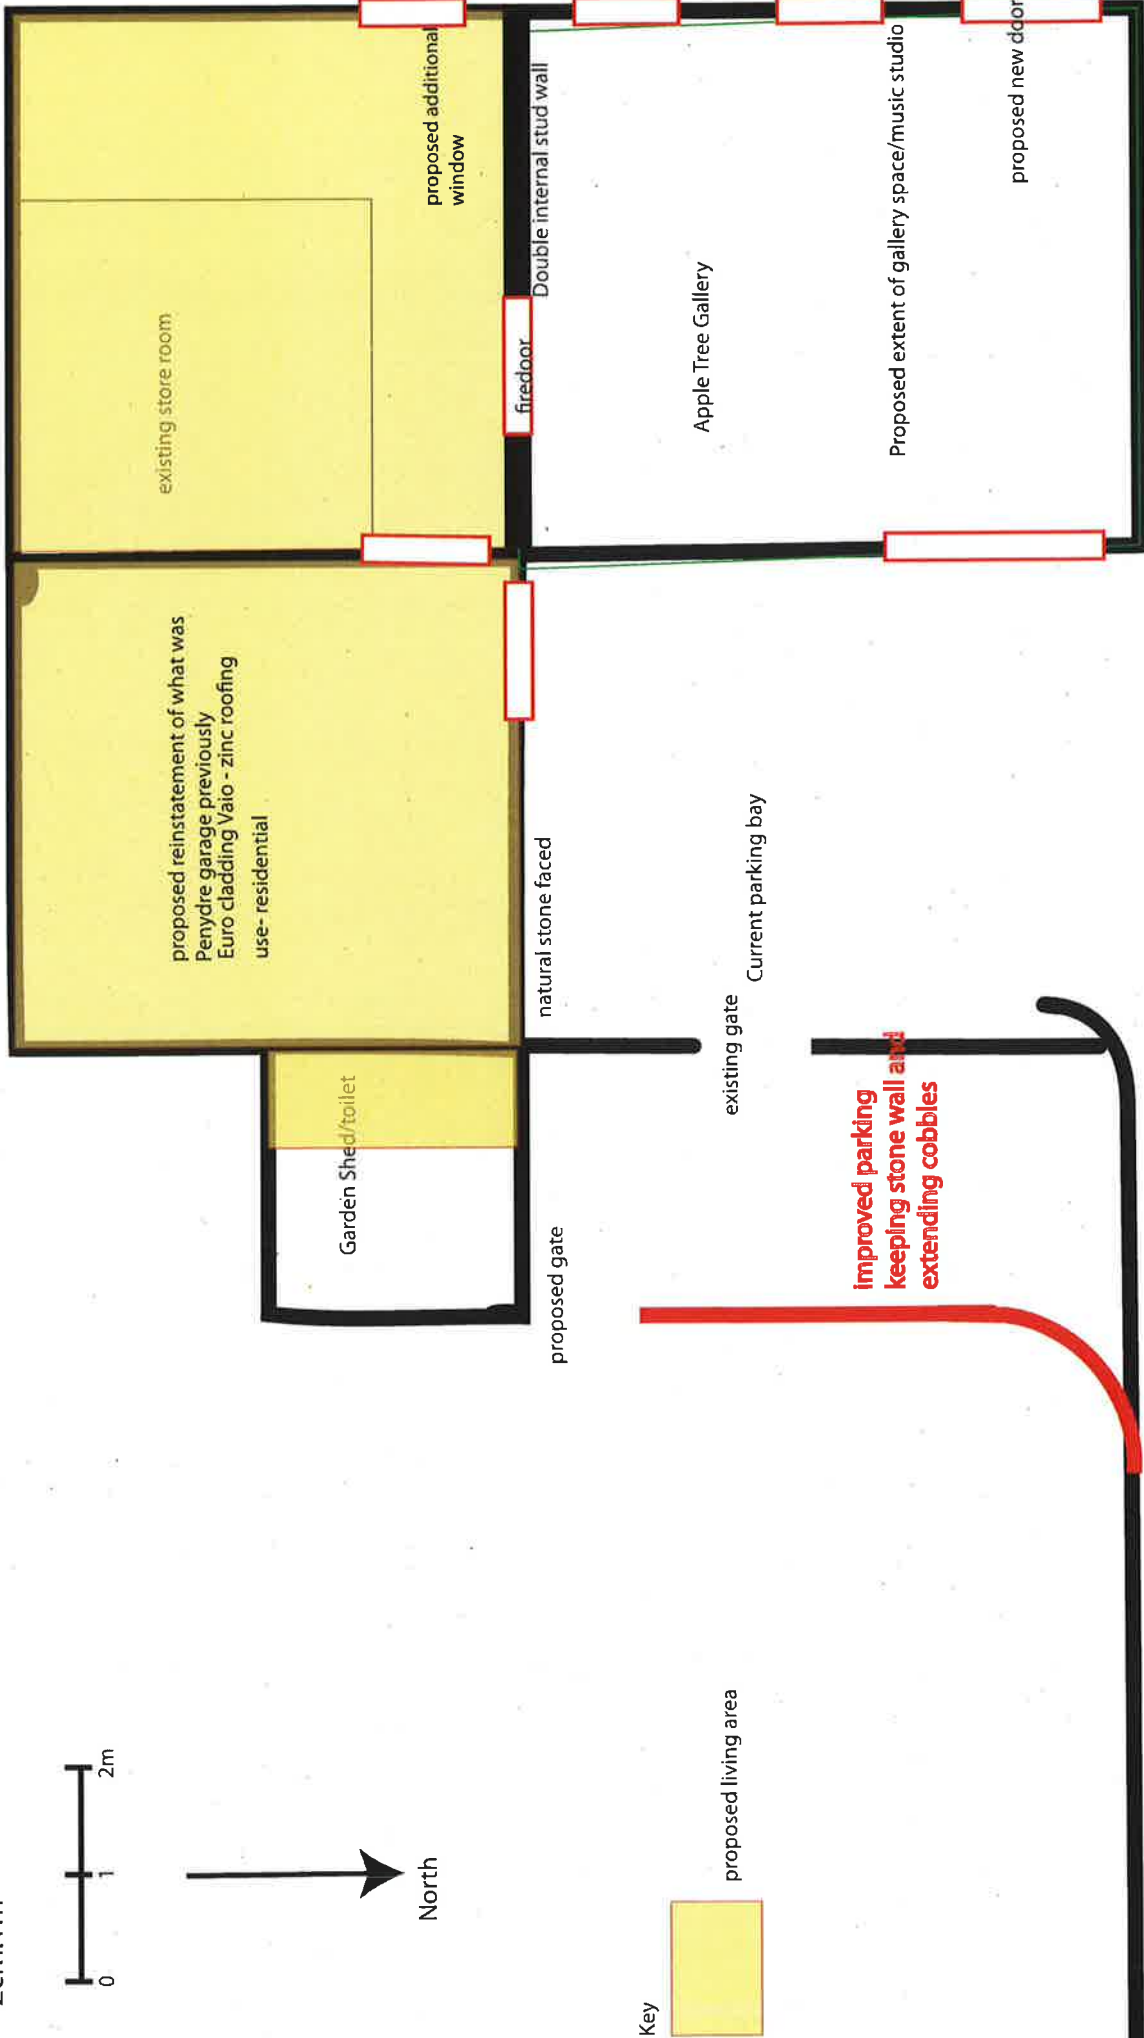 0
1
2m
North
Key
proposed living area
Garden Shed/toilet
proposed gate
proposed reinstatement of what was
Penydre garage previously
Euro cladding Vaio - zinc roofing
use- residential
natural stone faced
existing gate
Current parking bay
improved parking
keeping stone wall and
extending cobbles
existing store room
proposed additional
window
firedoor
Double internal stud wall
Apple Tree Gallery
Proposed extent of gallery space/music studio
proposed new door